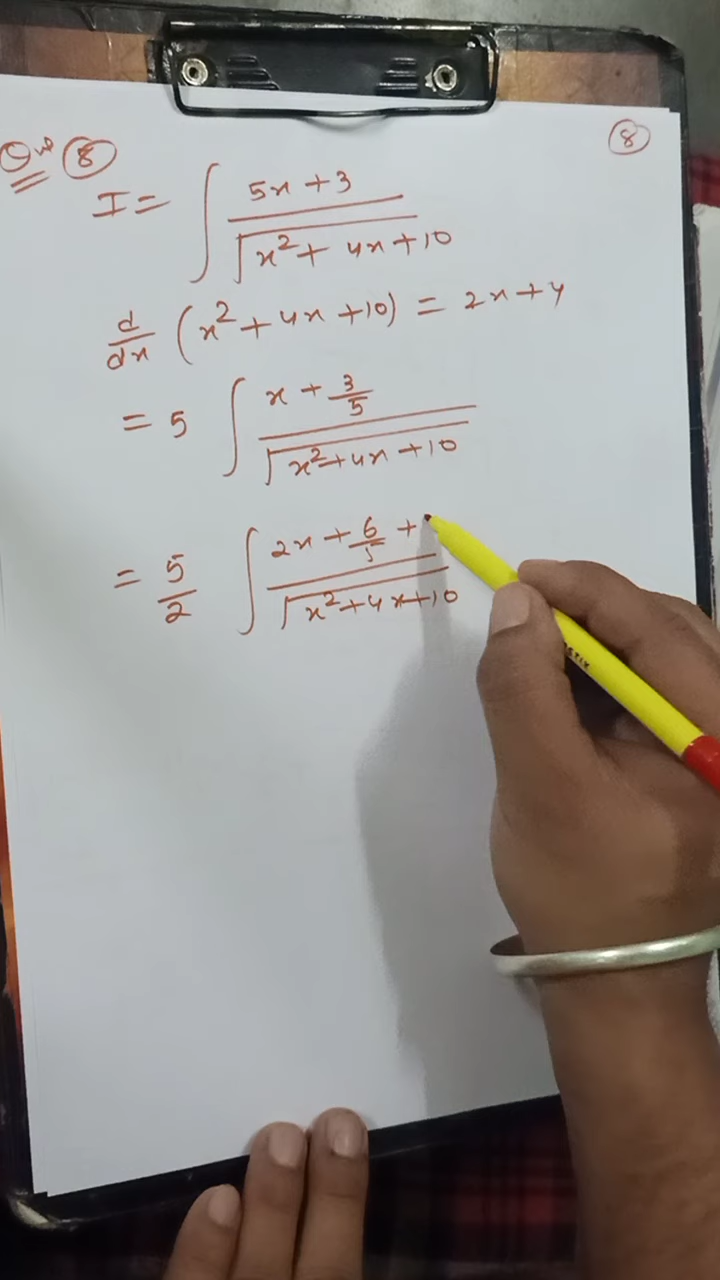 Que 8
8
I = ∫ 5x + 3 / √x² + 4x + 10
d/dx (x² + 4x + 10) = 2x + 4
= 5 ∫ x + 3/5 / √x² + 4x + 10
= 5/2 ∫ 2x + 6/5 + / √x² + 4x + 10